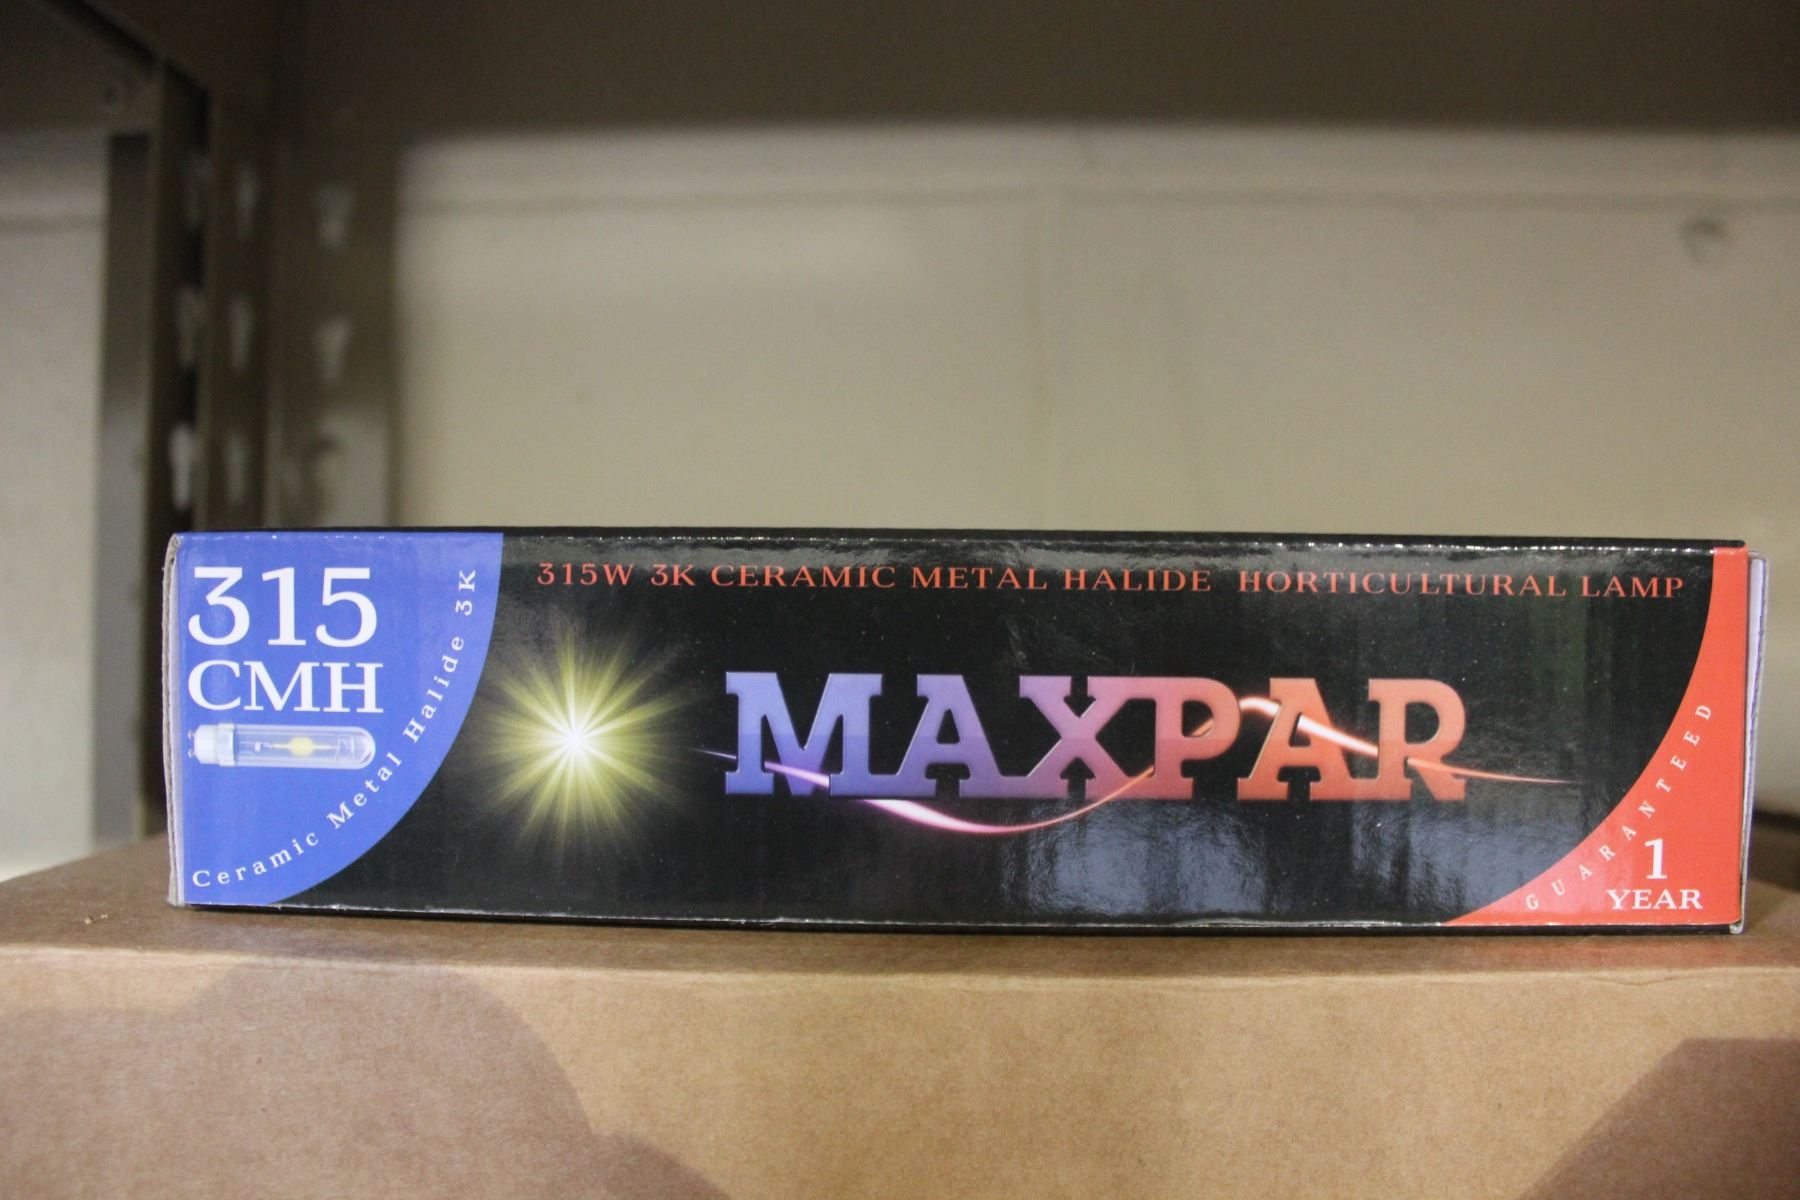 315
CMH
Ceramic Metal Halide 3K
315W 3K CERAMIC METAL HALIDE HORTICULTURAL LAMP
MAXPAR
GUARANTEED
1
YEAR